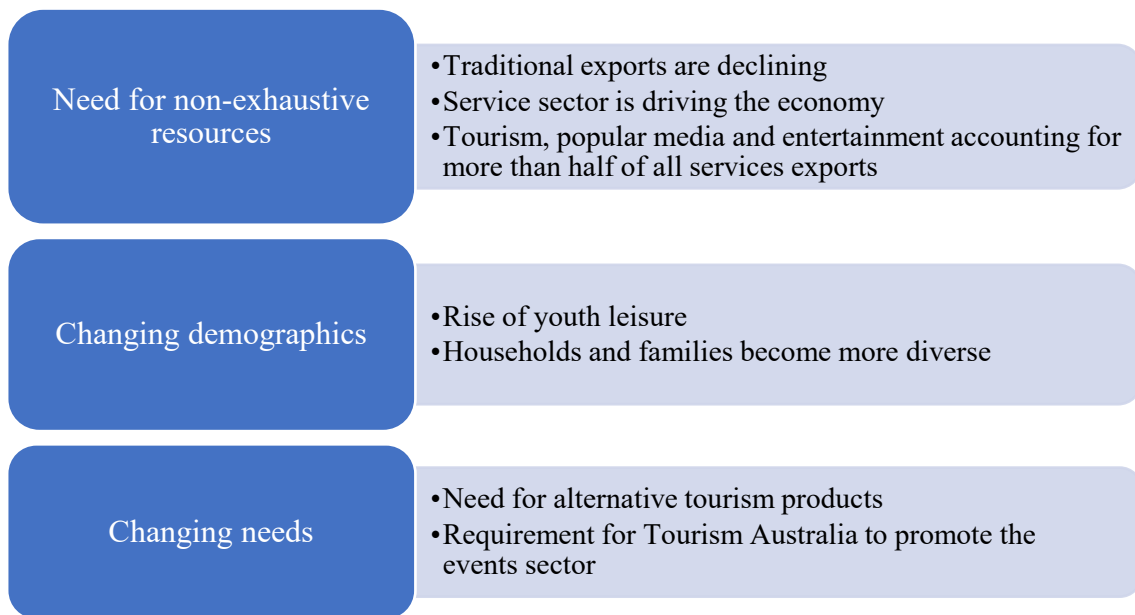 Need for non-exhaustive
resources
•Traditional exports are declining
•Service sector is driving the economy
•Tourism, popular media and entertainment accounting for
more than half of all services exports
Changing demographics
•Rise of youth leisure
•Households and families become more diverse
Changing needs
•Need for alternative tourism products
•Requirement for Tourism Australia to promote the
events sector